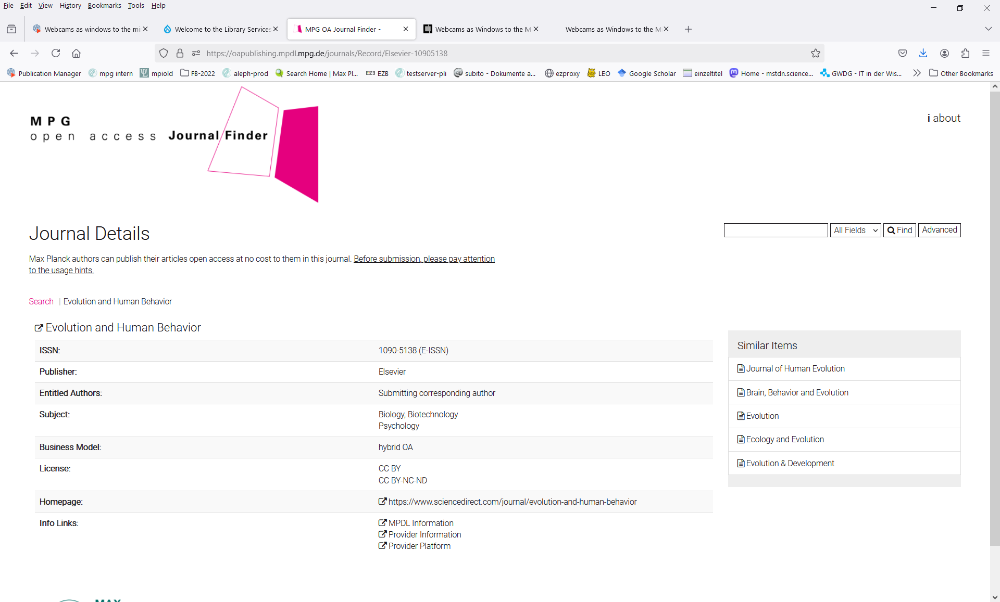 File Edit View History Bookmarks Tools Help
Webcams as windows to the mi
Welcome to the Library Services
MPG OA Journal Finder -
Webcams as Windows to the M
Webcams as Windows to the M
https://oapublishing.mpdl.mpg.de/journals/Record/Elsevier-10905138
Publication Manager mpg intern mpiold FB-2022 aleph-prod Search Home | Max Pl... EZ3 EZB testserver-pli subito - Dokumente a... ezproxy LEO Google Scholar einzeltitel Home - mstdn.science... GWDG - IT in der Wis... Other Bookmarks
MPG
open access Journal Finder
i about
Journal Details
All Fields Find Advanced
Max Planck authors can publish their articles open access at no cost to them in this journal. Before submission, please pay attention
to the usage hints.
Search | Evolution and Human Behavior
Evolution and Human Behavior
ISSN: 1090-5138 (E-ISSN)
Publisher: Elsevier
Entitled Authors: Submitting corresponding author
Subject: Biology, Biotechnology
Psychology
Business Model: hybrid OA
License: CC BY
CC BY-NC-ND
Homepage: https://www.sciencedirect.com/journal/evolution-and-human-behavior
Info Links: MPDL Information
Provider Information
Provider Platform
Similar Items
Journal of Human Evolution
Brain, Behavior and Evolution
Evolution
Ecology and Evolution
Evolution & Development
MAX